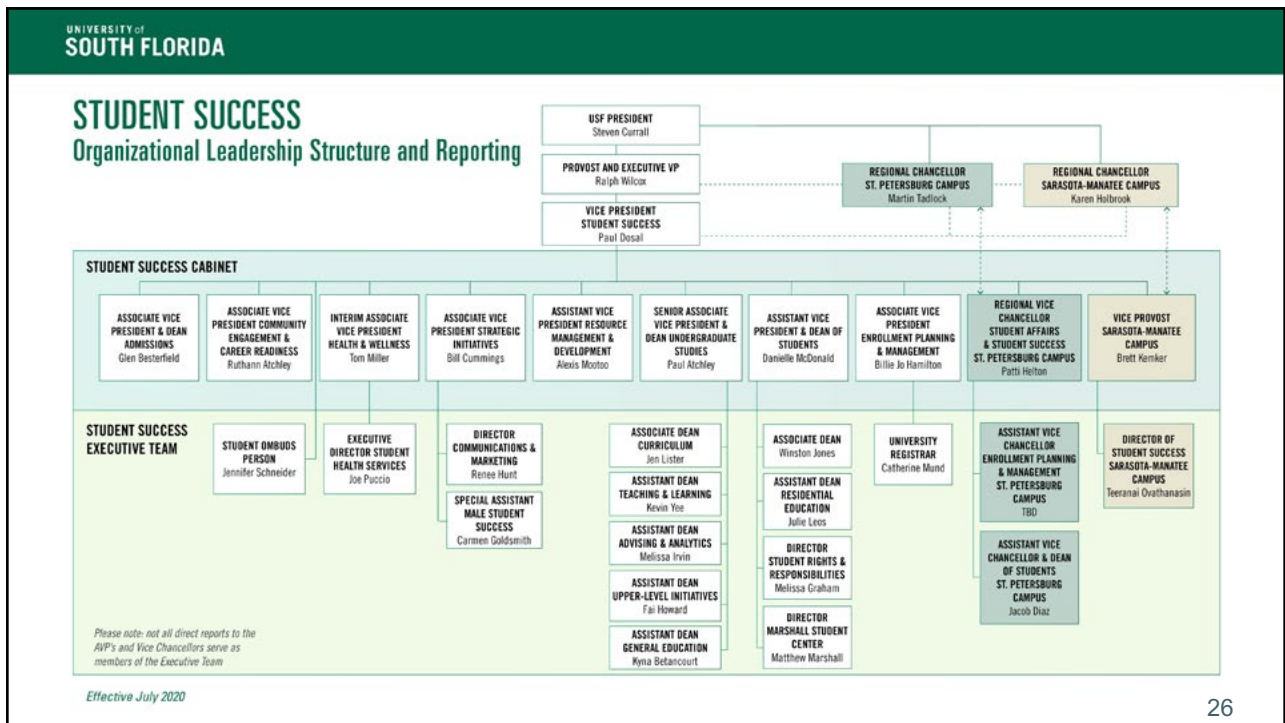 UNIVERSITY of
SOUTH FLORIDA
STUDENT SUCCESS
Organizational Leadership Structure and Reporting
USF PRESIDENT
Steven Currall
PROVOST AND EXECUTIVE VP
Ralph Wilcox
VICE PRESIDENT
STUDENT SUCCESS
Paul Dosal
REGIONAL CHANCELLOR
ST. PETERSBURG CAMPUS
Martin Tadlock
REGIONAL CHANCELLOR
SARASOTA-MANATEE CAMPUS
Karen Holbrook
STUDENT SUCCESS CABINET
ASSOCIATE VICE
PRESIDENT & DEAN
ADMISSIONS
Glen Besterfield
ASSOCIATE VICE
PRESIDENT COMMUNITY
ENGAGEMENT &
CAREER READINESS
Ruthann Atchley
INTERIM ASSOCIATE
VICE PRESIDENT
HEALTH & WELLNESS
Tom Miller
ASSOCIATE VICE
PRESIDENT STRATEGIC
INITIATIVES
Bill Cummings
ASSISTANT VICE
PRESIDENT RESOURCE
MANAGEMENT &
DEVELOPMENT
Alexis Mootoo
SENIOR ASSOCIATE
VICE PRESIDENT &
DEAN UNDERGRADUATE
STUDIES
Paul Atchley
ASSISTANT VICE
PRESIDENT & DEAN OF
STUDENTS
Danielle McDonald
ASSOCIATE VICE
PRESIDENT
ENROLLMENT PLANNING
& MANAGEMENT
Billie Jo Hamilton
REGIONAL VICE
CHANCELLOR
STUDENT AFFAIRS
& STUDENT SUCCESS
ST. PETERSBURG CAMPUS
Patti Helton
VICE PROVOST
SARASOTA-MANATEE
CAMPUS
Brett Kemker
STUDENT SUCCESS
EXECUTIVE TEAM
STUDENT OMBUDS
PERSON
Jennifer Schneider
EXECUTIVE
DIRECTOR STUDENT
HEALTH SERVICES
Joe Puccio
DIRECTOR
COMMUNICATIONS &
MARKETING
Renee Hunt
SPECIAL ASSISTANT
MALE STUDENT
SUCCESS
Carmen Goldsmith
ASSOCIATE DEAN
CURRICULUM
Jen Lister
ASSISTANT DEAN
TEACHING & LEARNING
Kevin Yee
ASSISTANT DEAN
ADVISING & ANALYTICS
Melissa Irvin
ASSISTANT DEAN
UPPER-LEVEL INITIATIVES
Fai Howard
ASSISTANT DEAN
GENERAL EDUCATION
Kyna Betancourt
ASSOCIATE DEAN
Winston Jones
ASSISTANT DEAN
RESIDENTIAL
EDUCATION
Julie Leos
DIRECTOR
STUDENT RIGHTS &
RESPONSIBILITIES
Melissa Graham
DIRECTOR
MARSHALL STUDENT
CENTER
Matthew Marshall
UNIVERSITY
REGISTRAR
Catherine Mund
ASSISTANT VICE
CHANCELLOR
ENROLLMENT PLANNING
& MANAGEMENT
ST. PETERSBURG
CAMPUS
TBD
ASSISTANT VICE
CHANCELLOR & DEAN
OF STUDENTS
ST. PETERSBURG
CAMPUS
Jacob Diaz
DIRECTOR OF
STUDENT SUCCESS
SARASOTA-MANATEE
CAMPUS
Teeranai Ovathanasin
Please note: not all direct reports to the
AVP's and Vice Chancellors serve as
members of the Executive Team
Effective July 2020
26